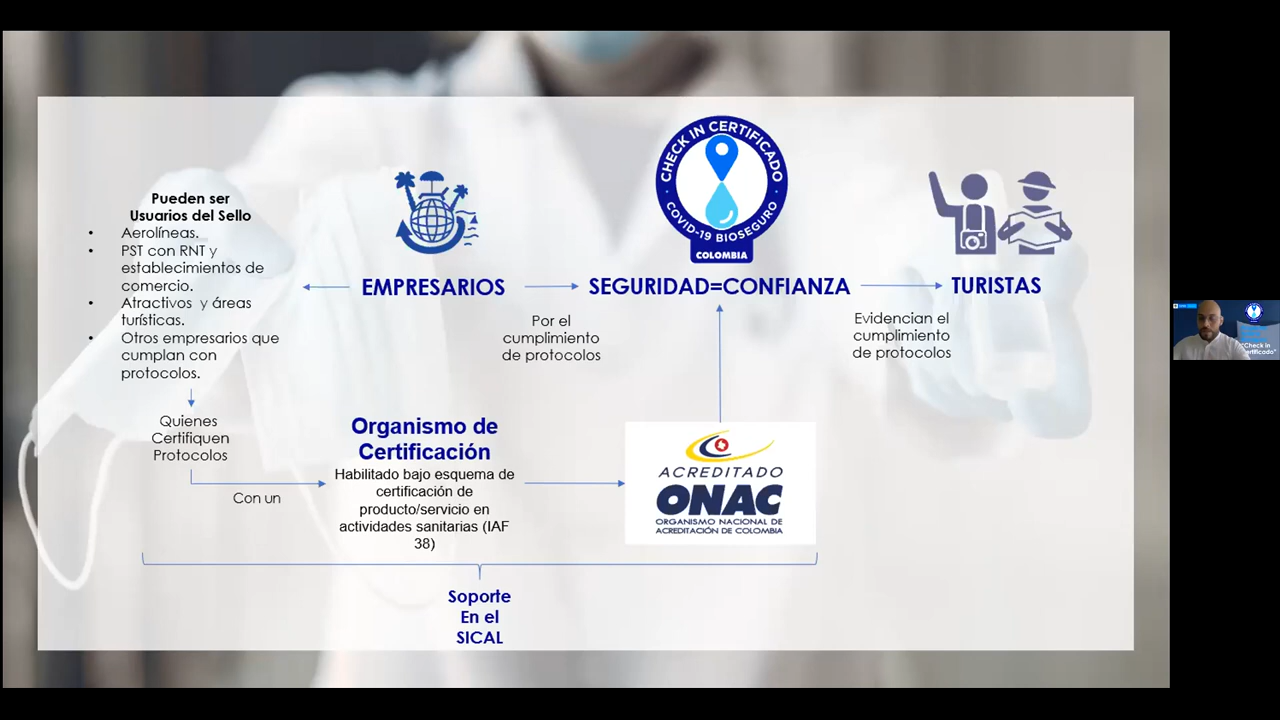 Pueden ser
Usuarios del Sello
• Aerolíneas.
• PST con RNT y
establecimientos de
comercio.
• Atractivos y áreas
turísticas.
• Otros empresarios que
cumplan con
protocolos.
Quienes
Certifiquen
Protocolos
Con un
EMPRESARIOS
Por el
cumplimiento
de protocolos
CHECK IN CERTIFICADO
COVID-19 BIOSEGURO
COLOMBIA
SEGURIDAD=CONFIANZA
Evidencian el
cumplimiento
de protocolos
TURISTAS
Organismo de
Certificación
Habilitado bajo esquema de
certificación de
producto/servicio en
actividades sanitarias (IAF
38)
ACREDITADO
ONAC
ORGANISMO NACIONAL DE
ACREDITACIÓN DE COLOMBIA
Soporte
En el
SICAL
"Check in